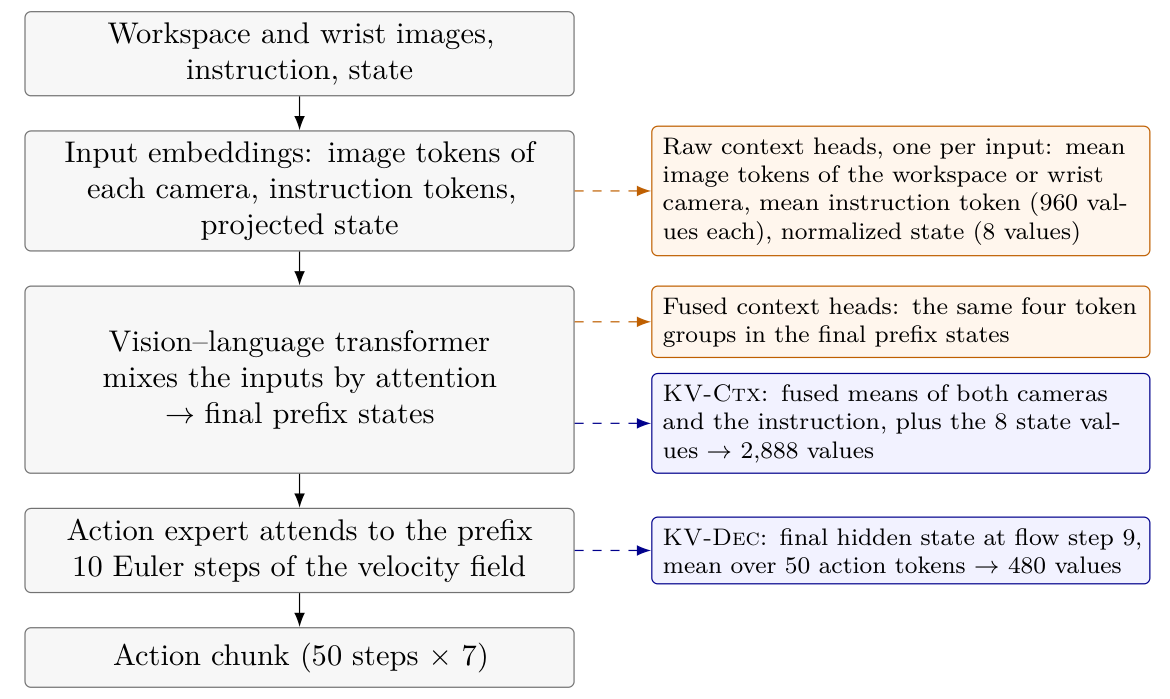 Workspace and wrist images,
instruction, state
Input embeddings: image tokens of
each camera, instruction tokens,
projected state
Raw context heads, one per input: mean
image tokens of the workspace or wrist
camera, mean instruction token (960 val-
ues each), normalized state (8 values)
Vision–language transformer
mixes the inputs by attention
→ final prefix states
Fused context heads: the same four token
groups in the final prefix states
KV-Ctx: fused means of both cameras
and the instruction, plus the 8 state val-
ues → 2,888 values
Action expert attends to the prefix
10 Euler steps of the velocity field
KV-Dec: final hidden state at flow step 9,
mean over 50 action tokens → 480 values
Action chunk (50 steps × 7)